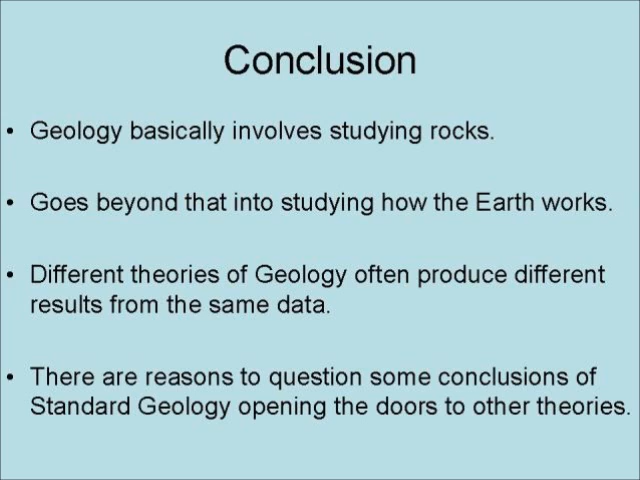 Conclusion
• Geology basically involves studying rocks.
• Goes beyond that into studying how the Earth works.
• Different theories of Geology often produce different
results from the same data.
• There are reasons to question some conclusions of
Standard Geology opening the doors to other theories.